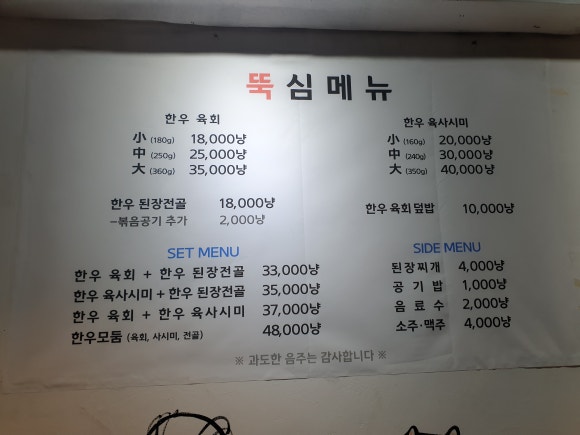 뚝심메뉴
한우 육회
小 (180g) 18,000냥
中 (250g) 25,000냥
大 (360g) 35,000냥
한우 육사시미
小 (160g) 20,000냥
中 (240g) 30,000냥
大 (350g) 40,000냥
한우 된장전골 18,000냥
-볶음공기 추가 2,000냥
한우 육회덮밥 10,000냥
SET MENU
한우 육회 + 한우 된장전골 33,000냥
한우 육사시미 + 한우 된장전골 35,000냥
한우 육회 + 한우 육사시미 37,000냥
한우모둠 (육회, 사시미, 전골) 48,000냥
SIDE MENU
된장찌개 4,000냥
공기밥 1,000냥
음료수 2,000냥
소주·맥주 4,000냥
※ 과도한 음주는 감사합니다 ※